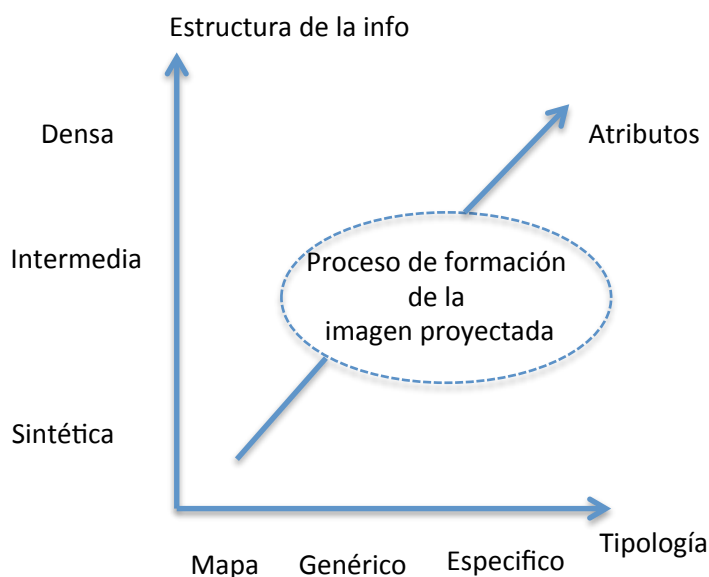 Estructura de la info
Densa
Atributos
Intermedia
Proceso de formación
de la
imagen proyectada
Sintética
Tipología
Mapa
Genérico
Especifico